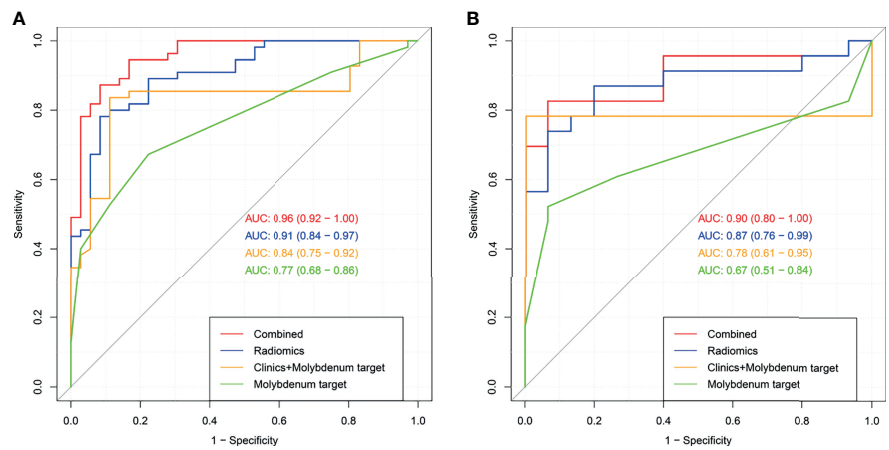 A
1.0
0.8
0.6
0.4
0.2
0.0
Sensitivity
AUC: 0.96 (0.92 − 1.00)
AUC: 0.91 (0.84 − 0.97)
AUC: 0.84 (0.75 − 0.92)
AUC: 0.77 (0.68 − 0.86)
Combined
Radiomics
Clinics+Molybdenum target
Molybdenum target
0.0 0.2 0.4 0.6 0.8 1.0
1 − Specificity
B
1.0
0.8
0.6
0.4
0.2
0.0
Sensitivity
AUC: 0.90 (0.80 − 1.00)
AUC: 0.87 (0.76 − 0.99)
AUC: 0.78 (0.61 − 0.95)
AUC: 0.67 (0.51 − 0.84)
Combined
Radiomics
Clinics+Molybdenum target
Molybdenum target
0.0 0.2 0.4 0.6 0.8 1.0
1 − Specificity